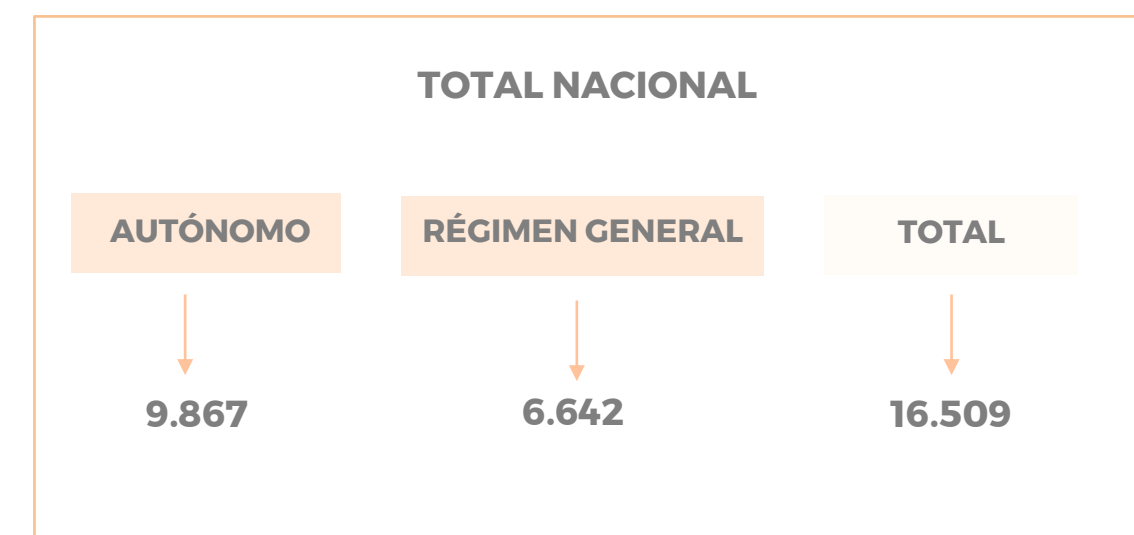 TOTAL NACIONAL
AUTÓNOMO
RÉGIMEN GENERAL
TOTAL
9.867
6.642
16.509